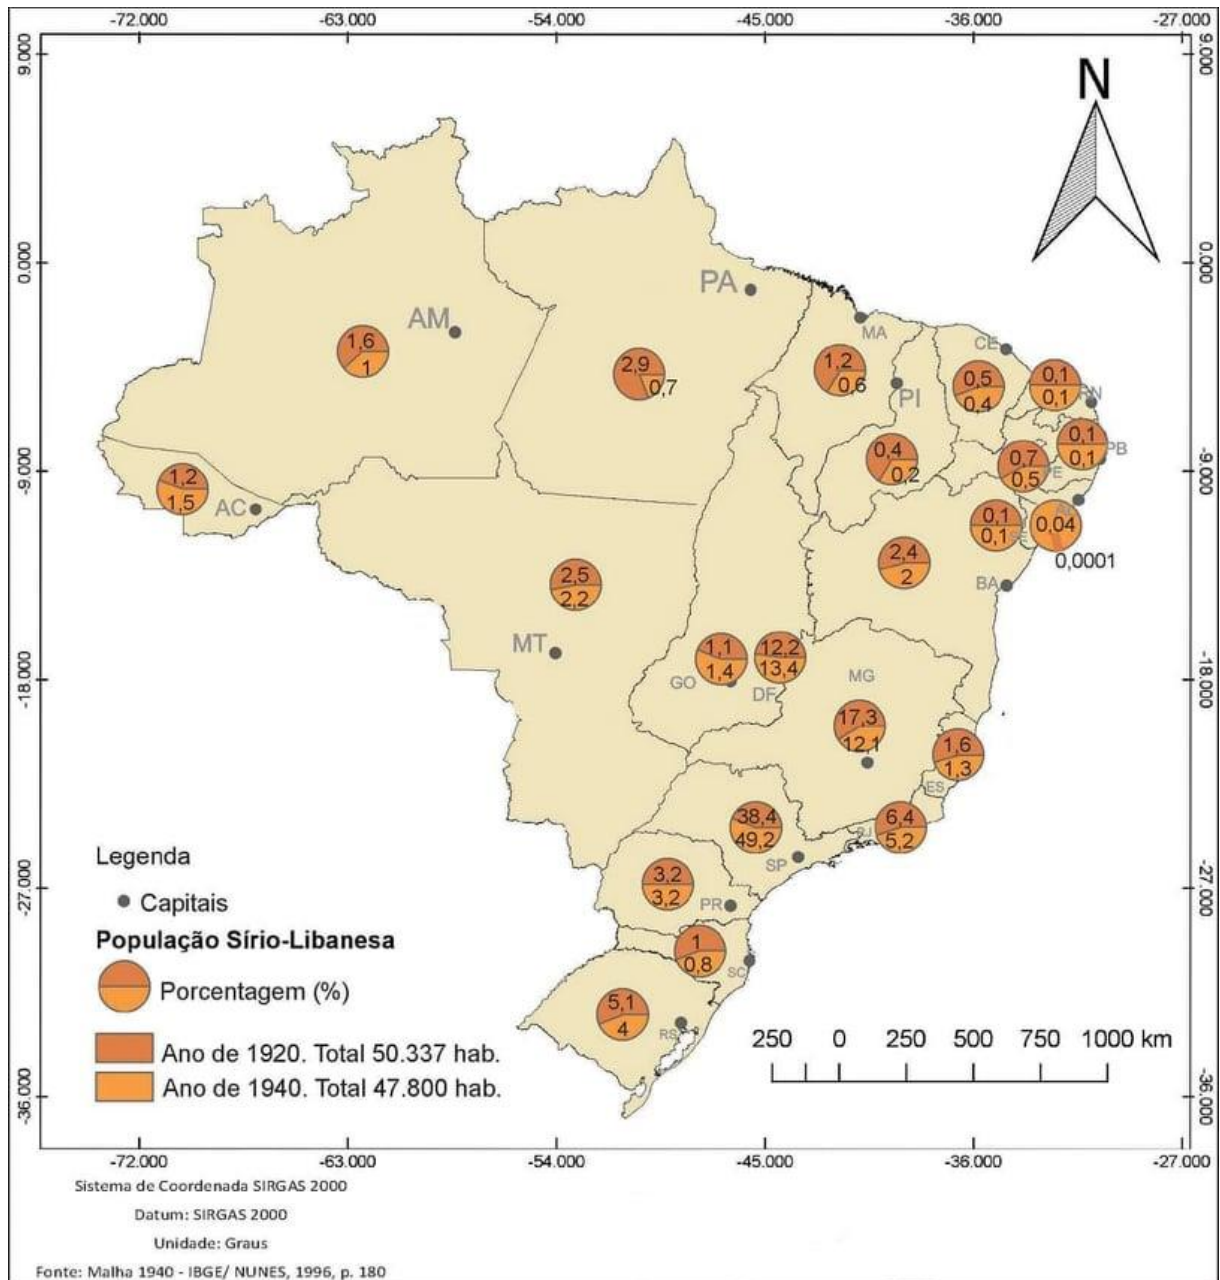 -72.000 -63.000 -54.000 -45.000 -36.000 -27.000
9.000 9.000
N
0.000 0.000
PA
AM
MA
CE
1,6
1
2,9
0,7
1,2
0,6
PI
0,5
0,4
0,1
0,1
RN
0,1
0,1
PB
0,4
0,2
0,7
0,5
PE
-9.000 -9.000
1,2
1,5
AC
AL
0,1
0,1
SE
0,04
0,0001
2,5
2,2
2,4
2
BA
MT
1,1
1,4
12,2
13,4
GO
DF
MG
-18.000 -18.000
17,3
12,1
1,6
1,3
ES
38,4
49,2
6,4
5,2
RJ
SP
Legenda
Capitais
3,2
3,2
PR
-27.000 -27.000
População Sírio-Libanesa
Porcentagem (%)
1
0,8
SC
5,1
4
RS
Ano de 1920. Total 50.337 hab.
Ano de 1940. Total 47.800 hab.
250 0 250 500 750 1000 km
-36.000 -36.000
-72.000 -63.000 -54.000 -45.000 -36.000 -27.000
Sistema de Coordenada SIRGAS 2000
Datum: SIRGAS 2000
Unidade: Graus
Fonte: Malha 1940 - IBGE/ NUNES, 1996, p. 180